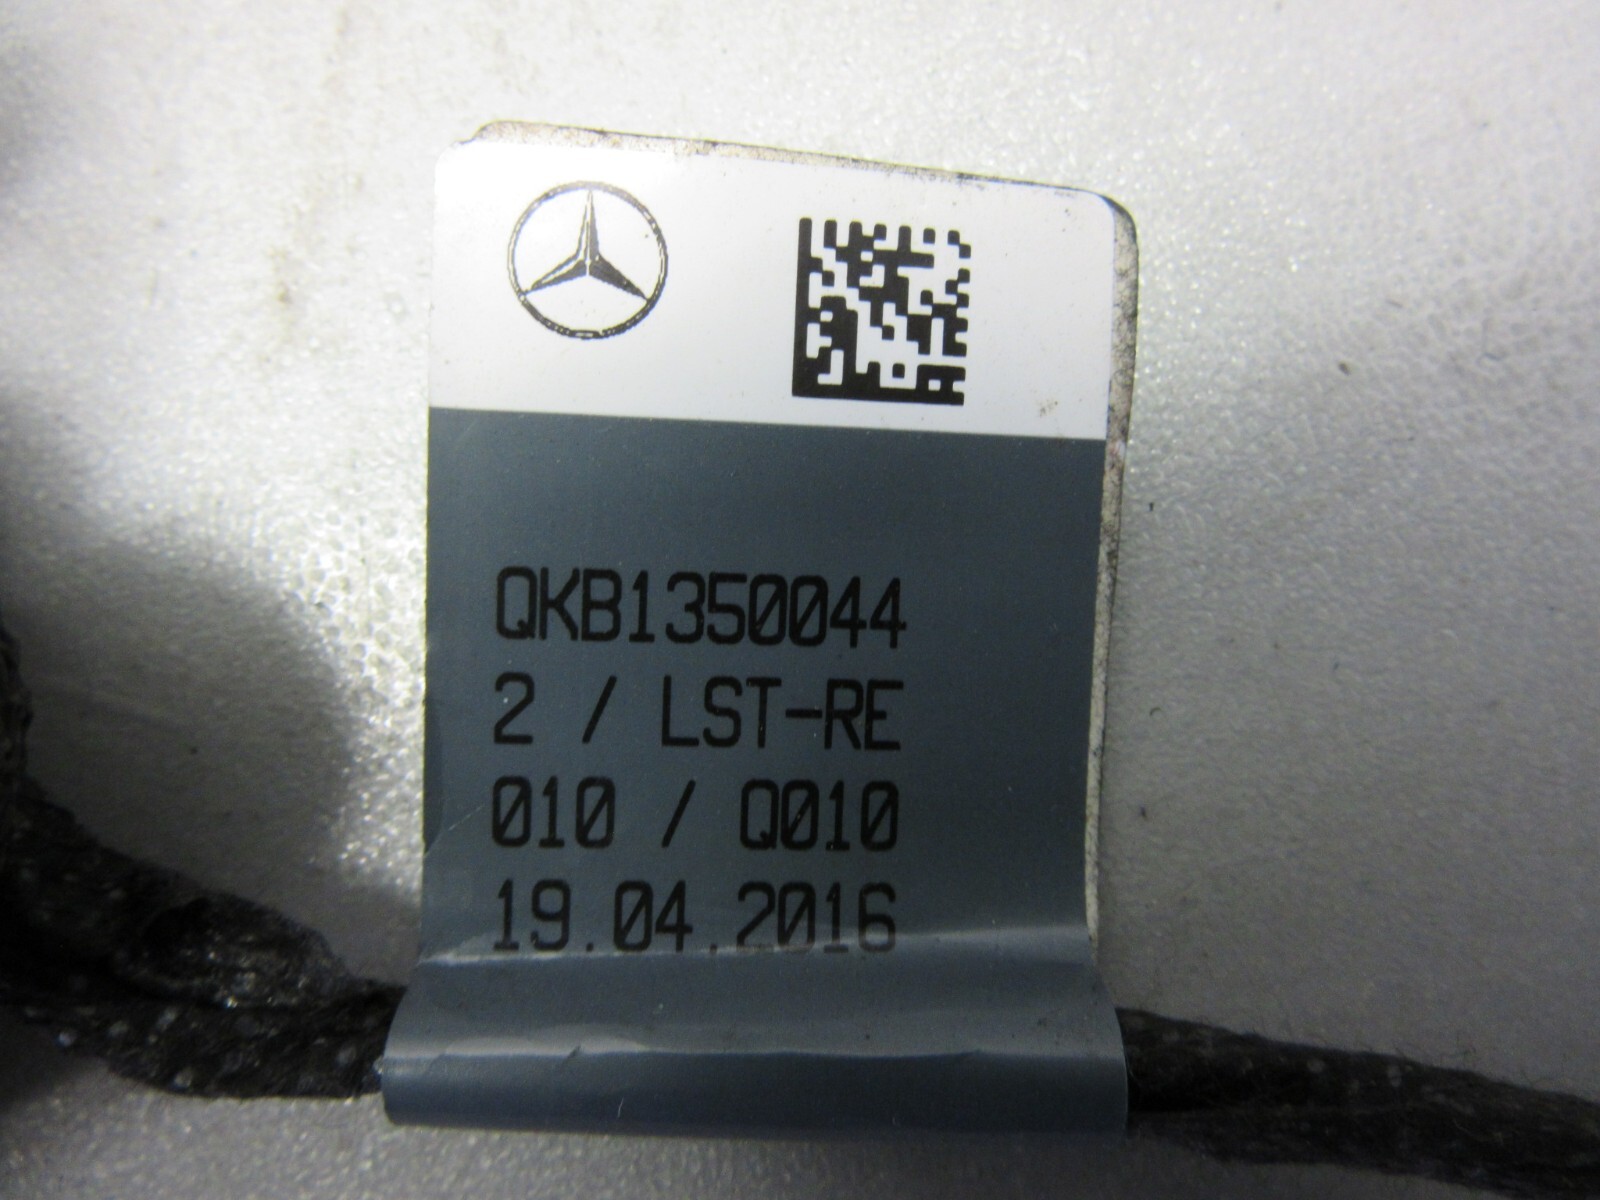 QKB1350044
2 / LST-RE
010 / Q010
19.04.2016